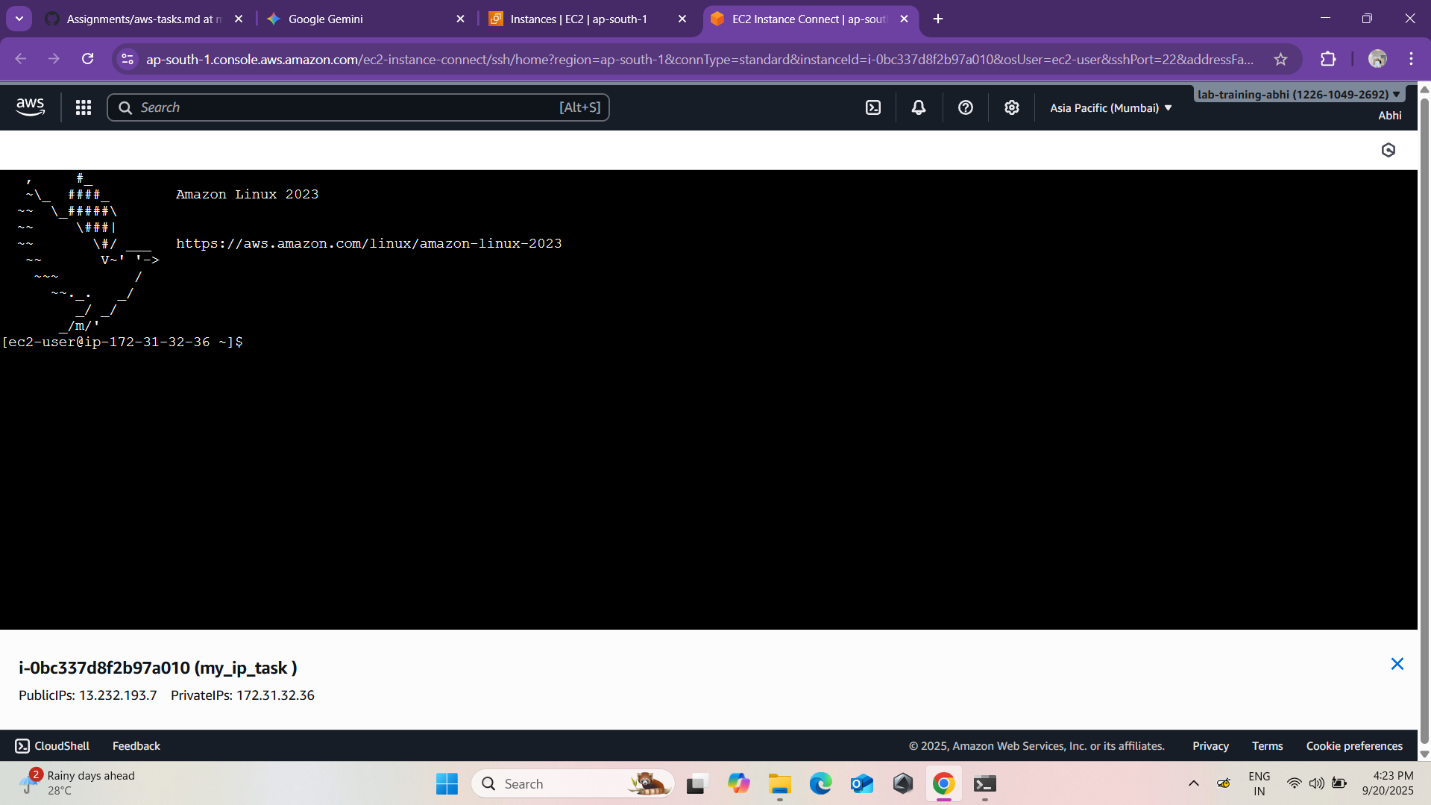 Assignments/aws-tasks.md at n
Google Gemini
Instances | EC2 | ap-south-1
EC2 Instance Connect | ap-sout
ap-south-1.console.aws.amazon.com/ec2-instance-connect/ssh/home?region=ap-south-1&connType=standard&instanceId=i-0bc337d8f2b97a010&osUser=ec2-user&sshPort=22&addressFa...
aws
Search
[Alt+S]
Asia Pacific (Mumbai)
lab-training-abhi (1226-1049-2692)
Abhi
   ,     #_
   ~\_  ####_        Amazon Linux 2023
  ~~  \_#####\
  ~~     \###|
  ~~       \#/ ___   https://aws.amazon.com/linux/amazon-linux-2023
   ~~       V~' '->
    ~~~         /
      ~~._.   _/
         _/ _/
       _/m/'
[ec2-user@ip-172-31-32-36 ~]$
i-0bc337d8f2b97a010 (my_ip_task )
PublicIPs: 13.232.193.7 PrivateIPs: 172.31.32.36
CloudShell
Feedback
© 2025, Amazon Web Services, Inc. or its affiliates.
Privacy
Terms
Cookie preferences
2
Rainy days ahead
28°C
Search
ENG
IN
4:23 PM
9/20/2025